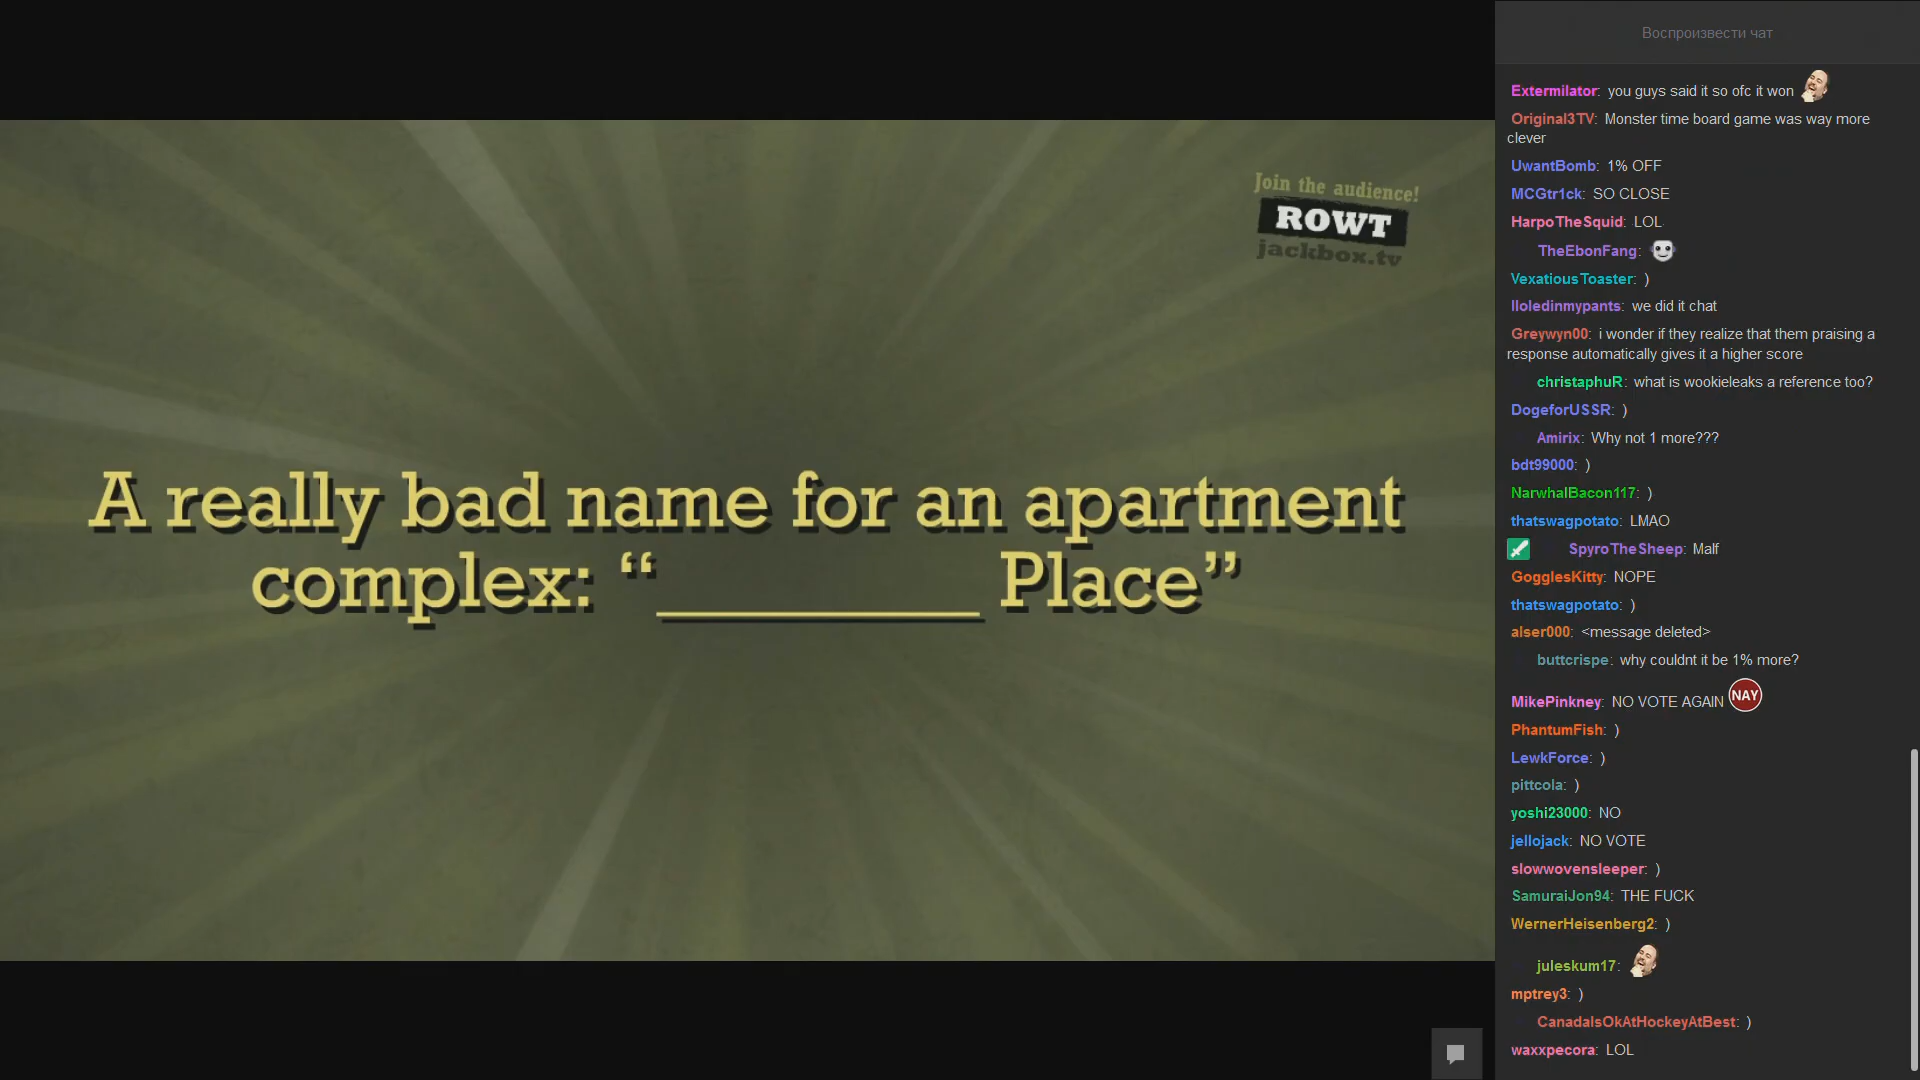 Join the audience!
ROWT
jackbox.tv
A really bad name for an apartment
complex: “__________ Place”
Воспроизвести чат
Extermilator: you guys said it so ofc it won
Original3TV: Monster time board game was way more
clever
UwantBomb: 1% OFF
MCGtr1ck: SO CLOSE
HarpoTheSquid: LOL
TheEbonFang:
VexatiousToaster: )
lloledinmypants: we did it chat
Greywyn00: i wonder if they realize that them praising a
response automatically gives it a higher score
christaphuR: what is wookieleaks a reference too?
DogeforUSSR: )
Amirix: Why not 1 more???
bdt99000: )
NarwhalBacon117: )
thatswagpotato: LMAO
SpyroTheSheep: Malf
GogglesKitty: NOPE
thatswagpotato: )
alser000: <message deleted>
buttcrispe: why couldnt it be 1% more?
MikePinkney: NO VOTE AGAIN NAY
PhantumFish: )
LewkForce: )
pittcola: )
yoshi23000: NO
jellojack: NO VOTE
slowwovensleeper: )
SamuraiJon94: THE FUCK
WernerHeisenberg2: )
juleskum17:
mptrey3: )
CanadaIsOkAtHockeyAtBest: )
waxxpecora: LOL